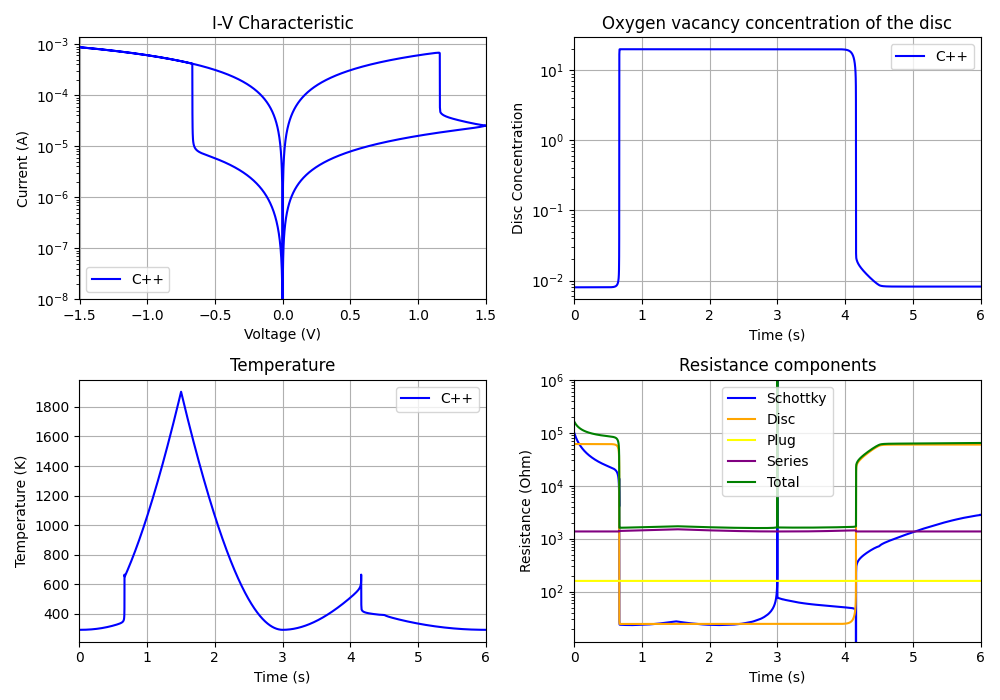 I-V Characteristic
Current (A)
10⁻³
10⁻⁴
10⁻⁵
10⁻⁶
10⁻⁷
10⁻⁸
C++
−1.5 −1.0 −0.5 0.0 0.5 1.0 1.5
Voltage (V)
Oxygen vacancy concentration of the disc
Disc Concentration
10¹
10⁰
10⁻¹
10⁻²
C++
0 1 2 3 4 5 6
Time (s)
Temperature
Temperature (K)
1800
1600
1400
1200
1000
800
600
400
C++
0 1 2 3 4 5 6
Time (s)
Resistance components
Resistance (Ohm)
10⁶
10⁵
10⁴
10³
10²
Schottky
Disc
Plug
Series
Total
0 1 2 3 4 5 6
Time (s)